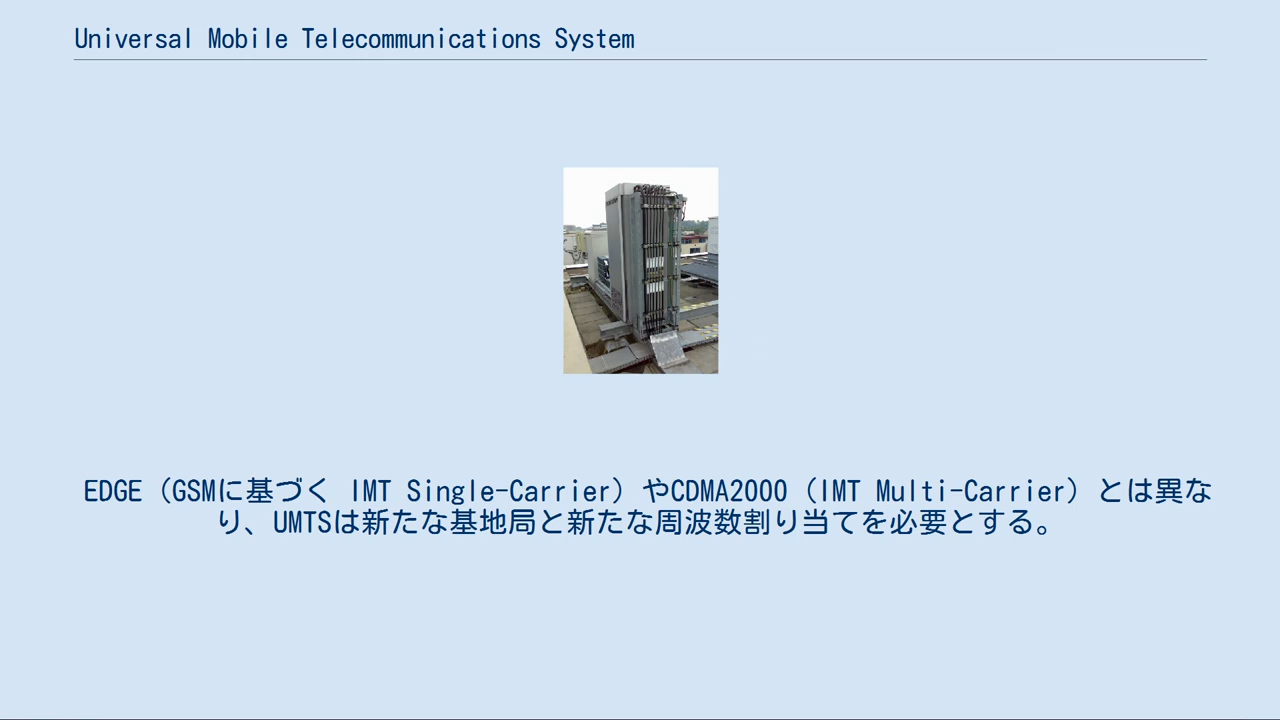 Universal Mobile Telecommunications System
EDGE（GSMに基づく IMT Single-Carrier）やCDMA2000（IMT Multi-Carrier）とは異な
り、UMTSは新たな基地局と新たな周波数割り当てを必要とする。